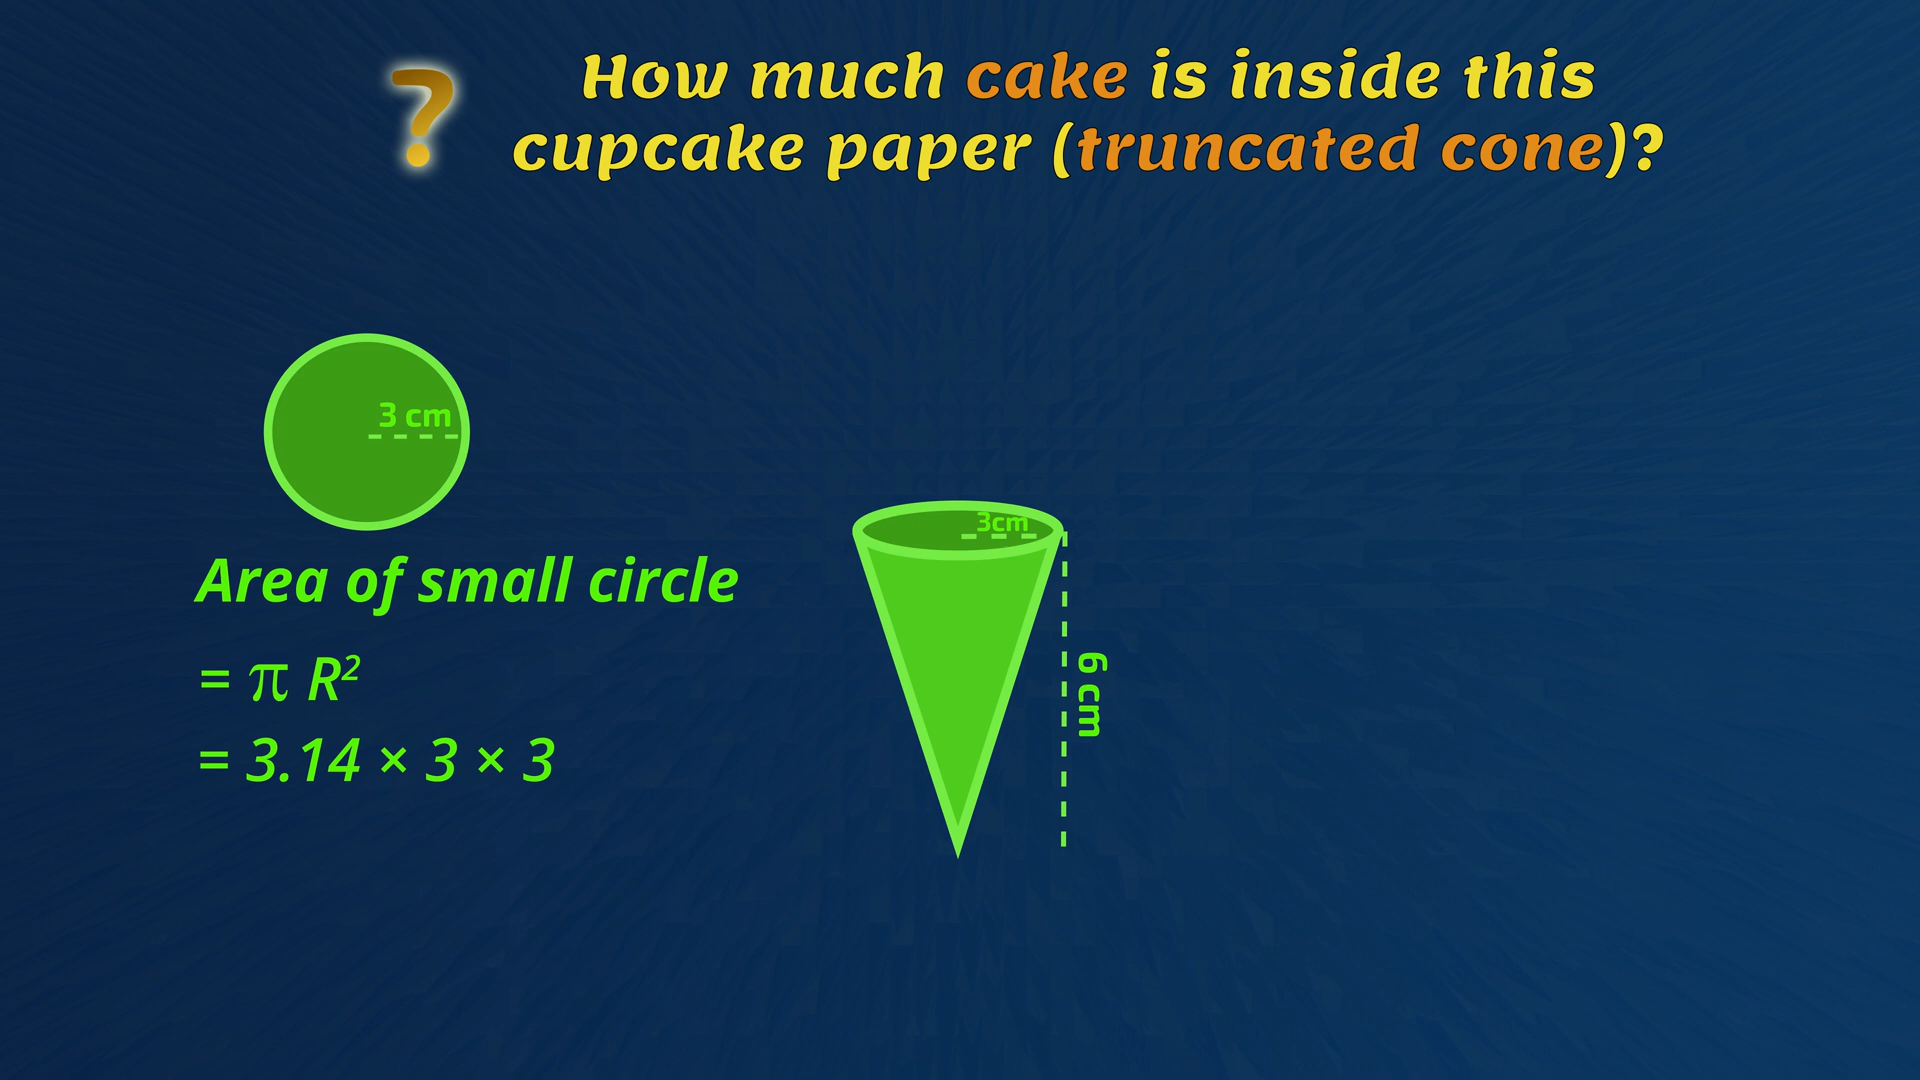 ?
How much cake is inside this
cupcake paper (truncated cone)?
3 cm
Area of small circle
= π R²
= 3.14 × 3 × 3
3cm
6 cm